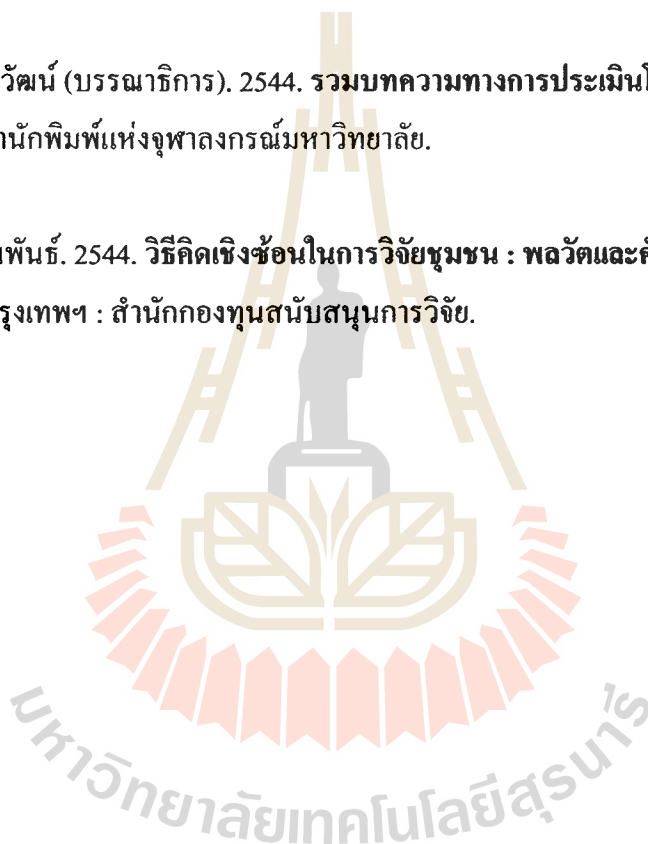 วัฒน์ (บรรณาธิการ). 2544. รวมบทความทางการประเมิน
นักพิมพ์แห่งจุฬาลงกรณ์มหาวิทยาลัย.
พันธ์. 2544. วิธีคิดเชิงซ้อนในการวิจัยชุมชน : พลวัตและ
รุงเทพฯ : สำนักกองทุนสนับสนุนการวิจัย.
มหาวิทยาลัยเทคโนโลยีสุรนารี